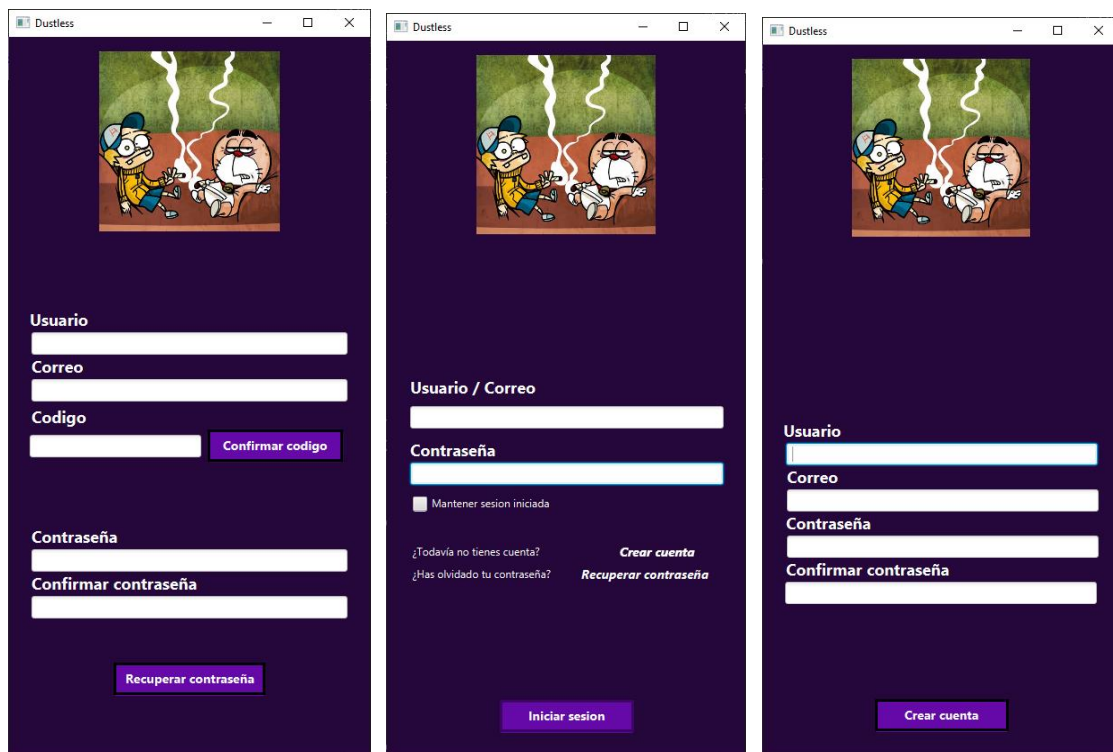 Dustless
Usuario
Correo
Codigo
Confirmar codigo
Contraseña
Confirmar contraseña
Recuperar contraseña
Dustless
Usuario / Correo
Contraseña
Mantener sesion iniciada
¿Todavía no tienes cuenta? Crear cuenta
¿Has olvidado tu contraseña? Recuperar contraseña
Iniciar sesion
Dustless
Usuario
Correo
Contraseña
Confirmar contraseña
Crear cuenta